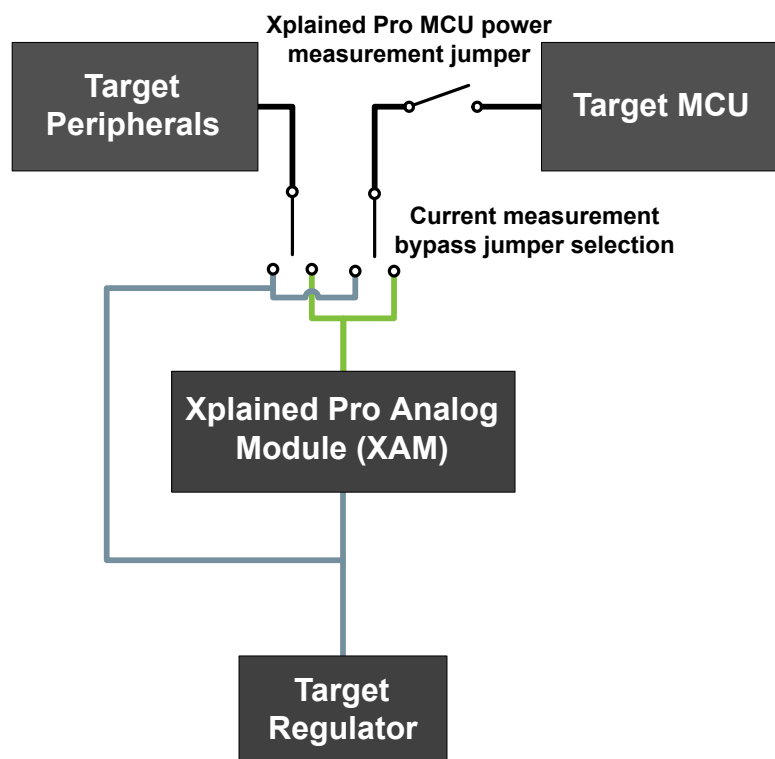 Xplained Pro MCU power
measurement jumper
Target
Peripherals
Target MCU
Current measurement
bypass jumper selection
Xplained Pro Analog
Module (XAM)
Target
Regulator